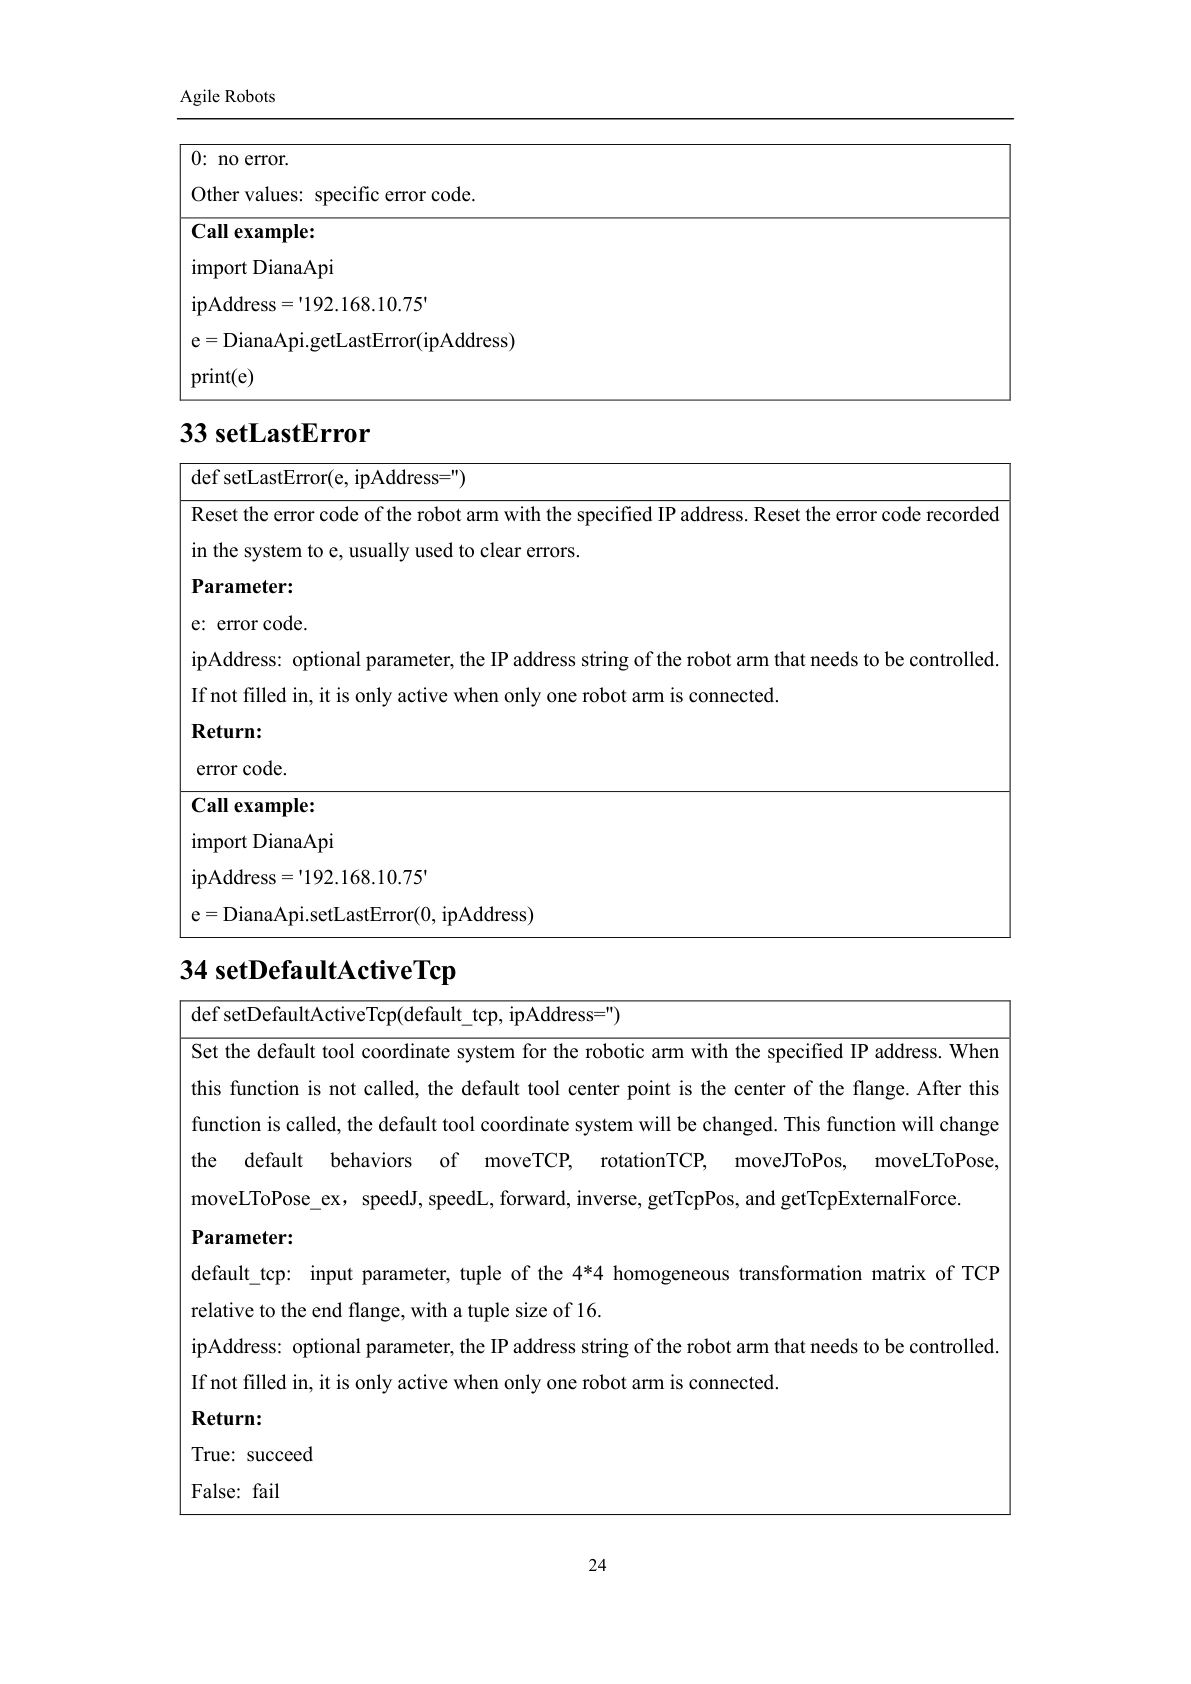 Agile Robots
0:  no error.
Other values:  specific error code.
Call example:
import DianaApi
ipAddress = '192.168.10.75'
e = DianaApi.getLastError(ipAddress)
print(e)
33 setLastError
def setLastError(e, ipAddress='')
Reset the error code of the robot arm with the specified IP address. Reset the error code recorded
in the system to e, usually used to clear errors.
Parameter:
e:  error code.
ipAddress:  optional parameter, the IP address string of the robot arm that needs to be controlled.
If not filled in, it is only active when only one robot arm is connected.
Return:
error code.
Call example:
import DianaApi
ipAddress = '192.168.10.75'
e = DianaApi.setLastError(0, ipAddress)
34 setDefaultActiveTcp
def setDefaultActiveTcp(default_tcp, ipAddress='')
Set the default tool coordinate system for the robotic arm with the specified IP address. When
this function is not called, the default tool center point is the center of the flange. After this
function is called, the default tool coordinate system will be changed. This function will change
the default behaviors of moveTCP, rotationTCP, moveJToPos, moveLToPose,
moveLToPose_ex，speedJ, speedL, forward, inverse, getTcpPos, and getTcpExternalForce.
Parameter:
default_tcp:  input parameter, tuple of the 4*4 homogeneous transformation matrix of TCP
relative to the end flange, with a tuple size of 16.
ipAddress:  optional parameter, the IP address string of the robot arm that needs to be controlled.
If not filled in, it is only active when only one robot arm is connected.
Return:
True:  succeed
False:  fail
24